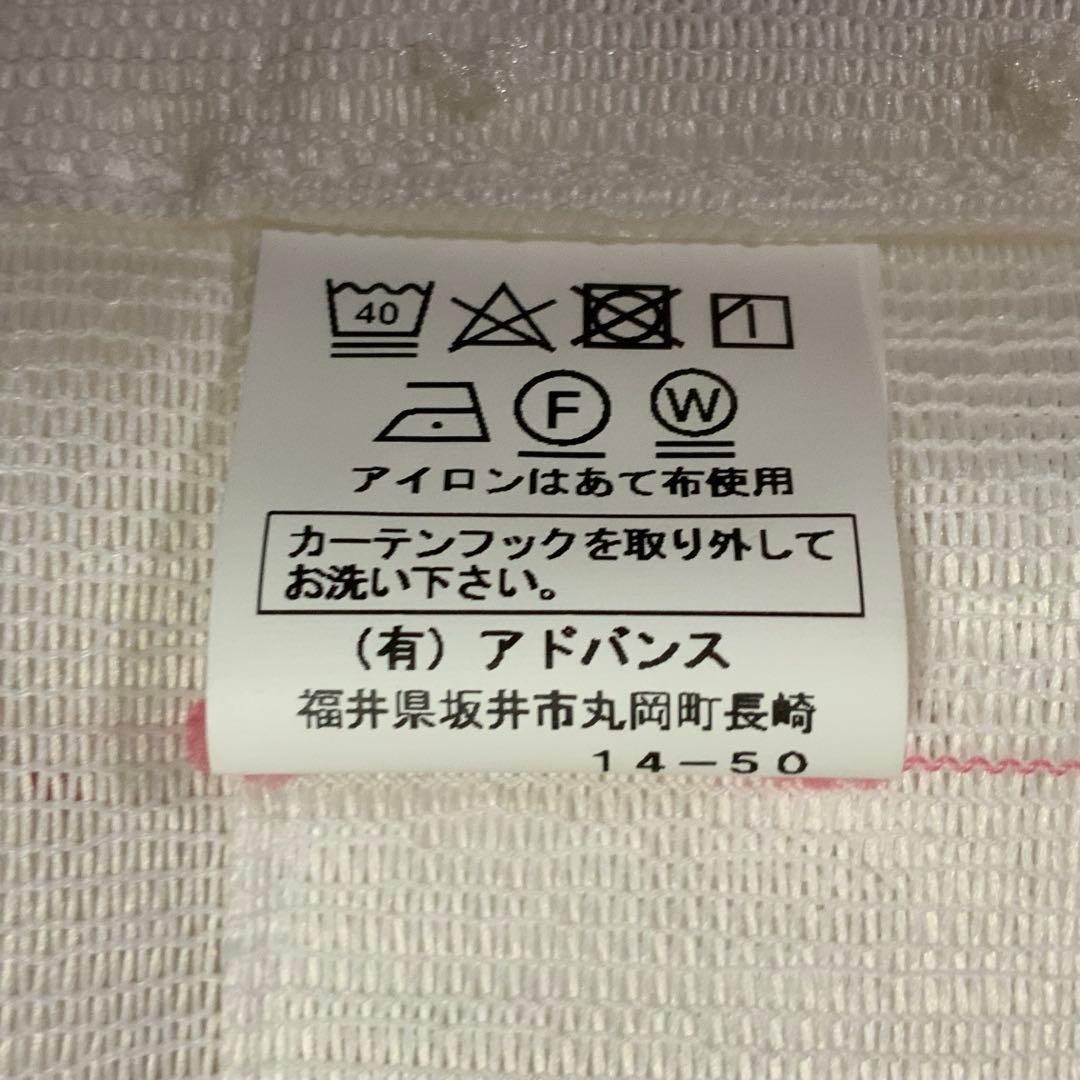 40
F W
アイロンはあて布使用
カーテンフックを取り外して
お洗い下さい。
(有) アドバンス
福井県坂井市丸岡町長崎
14-50